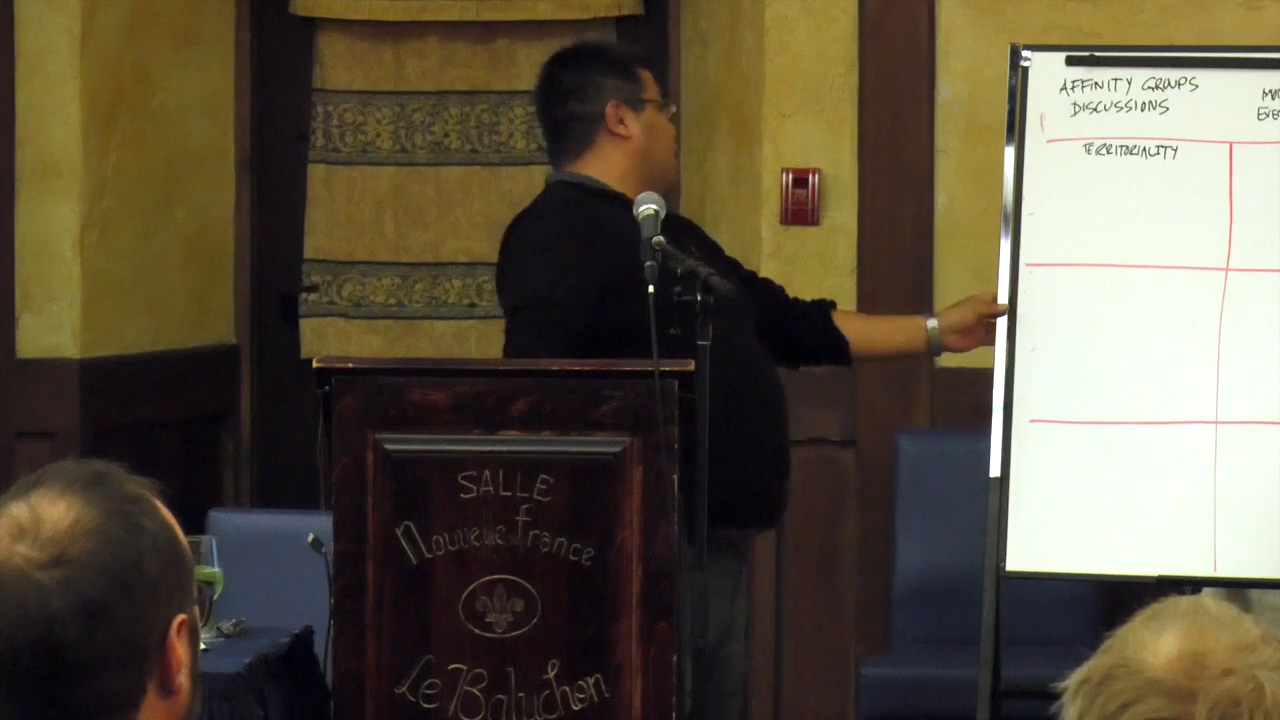 AFFINITY GROUPS
DISCUSSIONS
TERRITORIALITY
SALLE
Nouvelle France
Le Baluchon